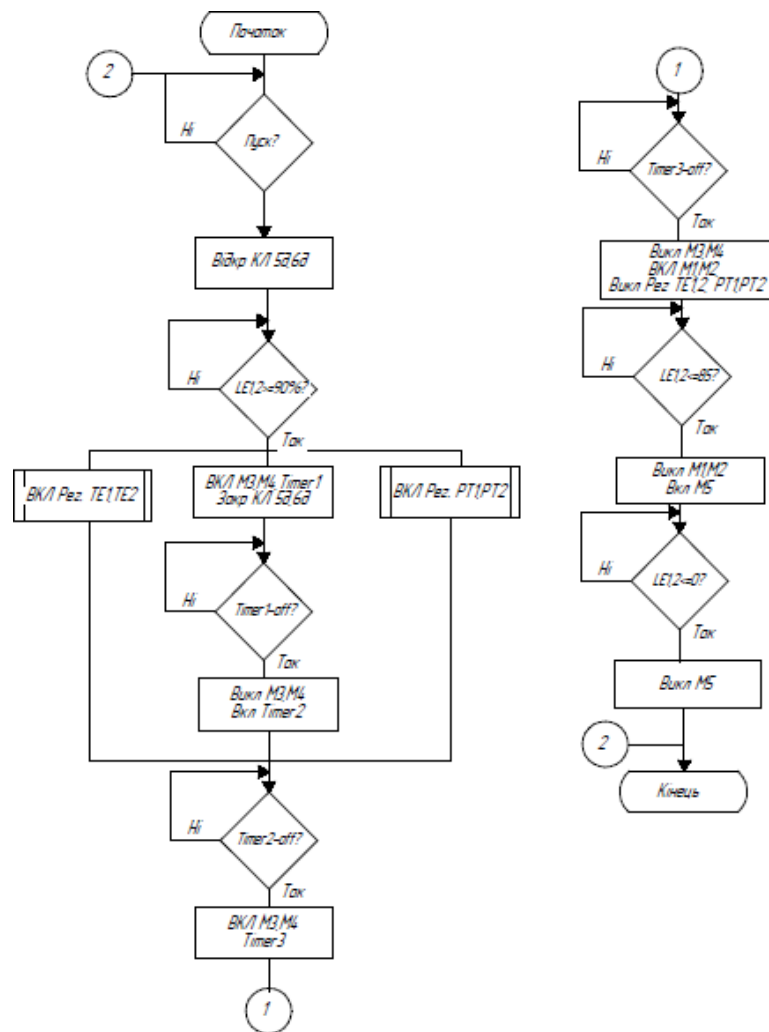 Початок
2
Ні
Пуск?
Відкр КЛ 5д,6д
Ні
LE1,2>=90%?
Так
ВКЛ Рег. ТЕ1,ТЕ2
ВКЛ М3,М4 Timer1
Закр КЛ 5д,6д
ВКЛ Рег. РТ1,РТ2
Ні
Timer1-off?
Так
Викл М3,М4
Вкл Timer2
Ні
Timer2-off?
Так
ВКЛ М3,М4
Timer3
1
1
Ні
Timer3-off?
Так
Викл М3,М4
ВКЛ М1,М2
Викл Рег ТЕ1,2 РТ1,РТ2
Ні
LE1,2<=85?
Так
Викл М1,М2
Вкл М5
Ні
LE1,2<=0?
Так
Викл М5
2
Кінець